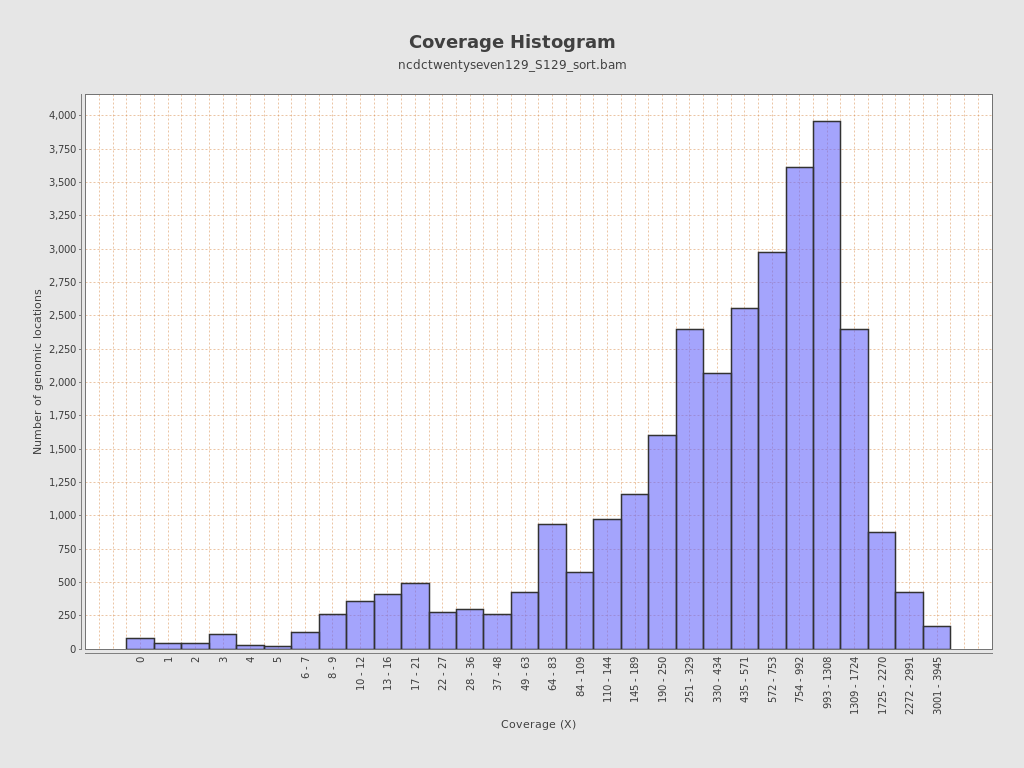 Coverage Histogram
ncdctwentyseven129_S129_sort.bam
Number of genomic locations
4,000
3,750
3,500
3,250
3,000
2,750
2,500
2,250
2,000
1,750
1,500
1,250
1,000
750
500
250
0
0
1
2
3
4
5
6 - 7
8 - 9
10 - 12
13 - 16
17 - 21
22 - 27
28 - 36
37 - 48
49 - 63
64 - 83
84 - 109
110 - 144
145 - 189
190 - 250
251 - 329
330 - 434
435 - 571
572 - 753
754 - 992
993 - 1308
1309 - 1724
1725 - 2270
2272 - 2991
3001 - 3945
Coverage (X)